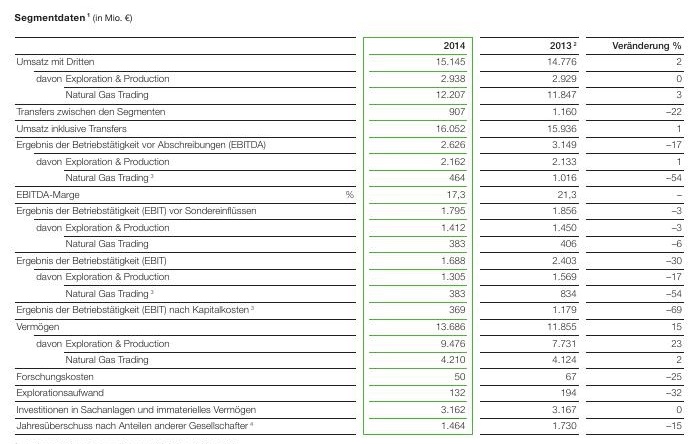 Segmentdaten ¹ (in Mio. €)
2014 2013 ² Veränderung %
Umsatz mit Dritten 15.145 14.776 2
davon Exploration & Production 2.938 2.929 0
Natural Gas Trading 12.207 11.847 3
Transfers zwischen den Segmenten 907 1.160 –22
Umsatz inklusive Transfers 16.052 15.936 1
Ergebnis der Betriebstätigkeit vor Abschreibungen (EBITDA) 2.626 3.149 –17
davon Exploration & Production 2.162 2.133 1
Natural Gas Trading ³ 464 1.016 –54
EBITDA-Marge % 17,3 21,3 –
Ergebnis der Betriebstätigkeit (EBIT) vor Sondereinflüssen 1.795 1.856 –3
davon Exploration & Production 1.412 1.450 –3
Natural Gas Trading 383 406 –6
Ergebnis der Betriebstätigkeit (EBIT) 1.688 2.403 –30
davon Exploration & Production 1.305 1.569 –17
Natural Gas Trading ³ 383 834 –54
Ergebnis der Betriebstätigkeit (EBIT) nach Kapitalkosten ³ 369 1.179 –69
Vermögen 13.686 11.855 15
davon Exploration & Production 9.476 7.731 23
Natural Gas Trading 4.210 4.124 2
Forschungskosten 50 67 –25
Explorationsaufwand 132 194 –32
Investitionen in Sachanlagen und immaterielles Vermögen 3.162 3.167 0
Jahresüberschuss nach Anteilen anderer Gesellschafter ⁴ 1.464 1.730 –15